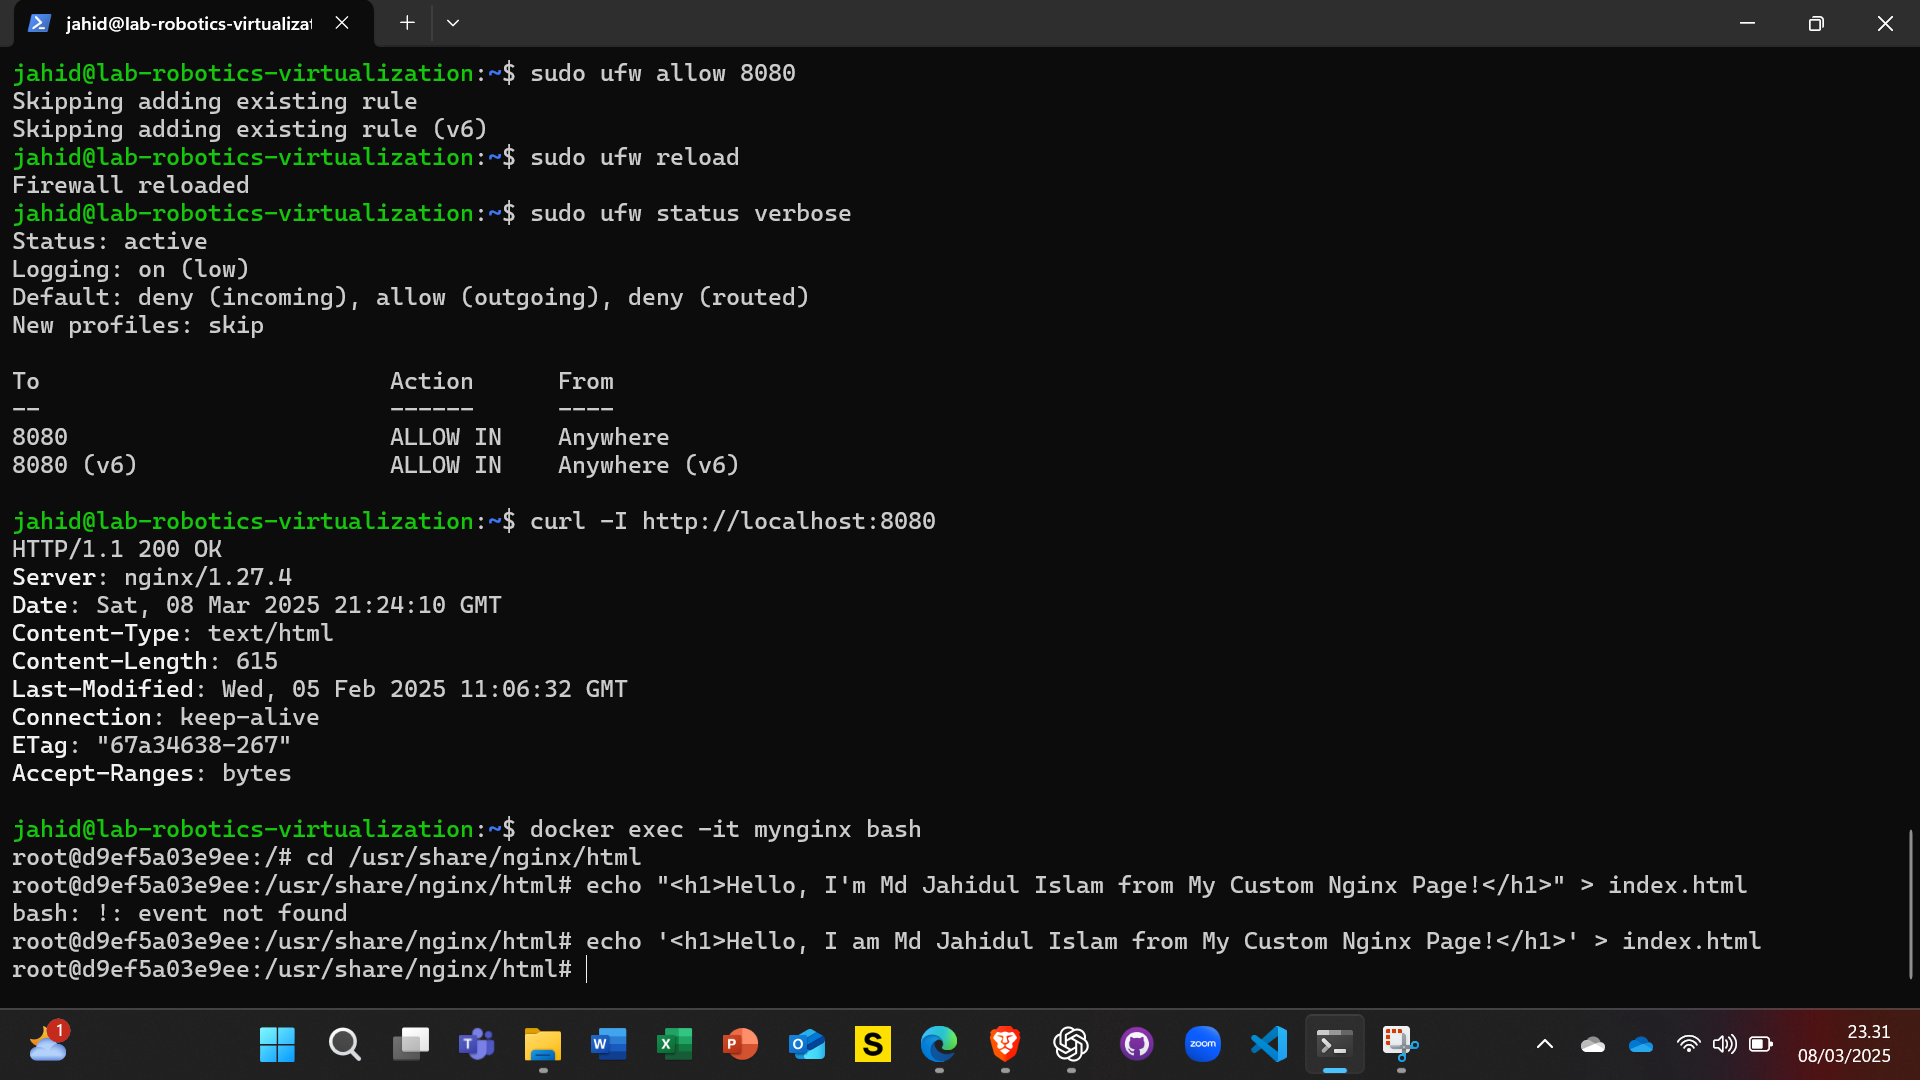 jahid@lab-robotics-virtualizat
jahid@lab-robotics-virtualization:~$ sudo ufw allow 8080
Skipping adding existing rule
Skipping adding existing rule (v6)
jahid@lab-robotics-virtualization:~$ sudo ufw reload
Firewall reloaded
jahid@lab-robotics-virtualization:~$ sudo ufw status verbose
Status: active
Logging: on (low)
Default: deny (incoming), allow (outgoing), deny (routed)
New profiles: skip
To Action From
-- ------ ----
8080 ALLOW IN Anywhere
8080 (v6) ALLOW IN Anywhere (v6)
jahid@lab-robotics-virtualization:~$ curl -I http://localhost:8080
HTTP/1.1 200 OK
Server: nginx/1.27.4
Date: Sat, 08 Mar 2025 21:24:10 GMT
Content-Type: text/html
Content-Length: 615
Last-Modified: Wed, 05 Feb 2025 11:06:32 GMT
Connection: keep-alive
ETag: "67a34638-267"
Accept-Ranges: bytes
jahid@lab-robotics-virtualization:~$ docker exec -it mynginx bash
root@d9ef5a03e9ee:/# cd /usr/share/nginx/html
root@d9ef5a03e9ee:/usr/share/nginx/html# echo "<h1>Hello, I'm Md Jahidul Islam from My Custom Nginx Page!</h1>" > index.html
bash: !: event not found
root@d9ef5a03e9ee:/usr/share/nginx/html# echo '<h1>Hello, I am Md Jahidul Islam from My Custom Nginx Page!</h1>' > index.html
root@d9ef5a03e9ee:/usr/share/nginx/html#
1
T
W
X
P
O
S
zoom
23.31
08/03/2025